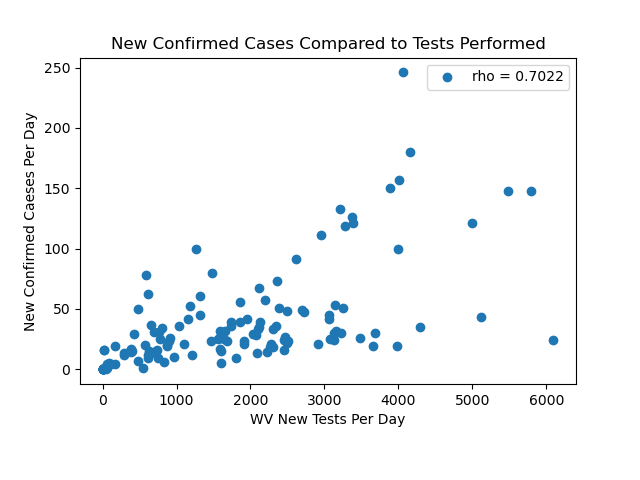 New Confirmed Cases Compared to Tests Performed
rho = 0.7022
New Confirmed Caeses Per Day
250
200
150
100
50
0
0 1000 2000 3000 4000 5000 6000
WV New Tests Per Day